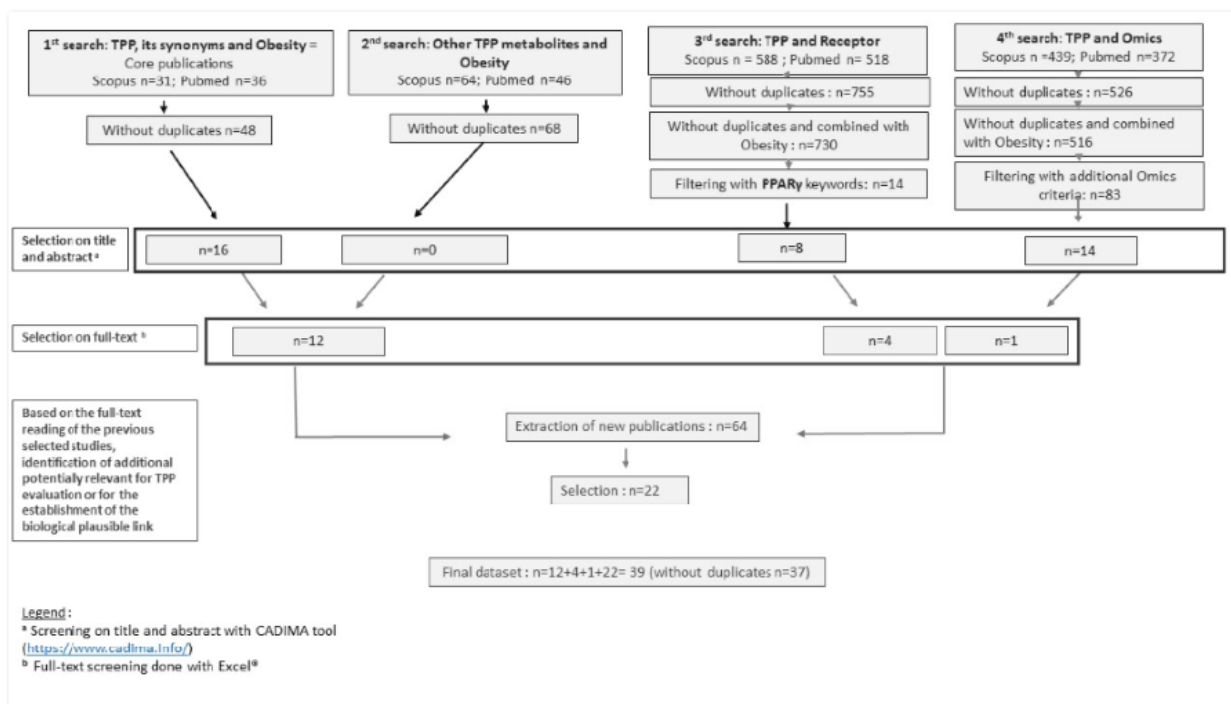 1st search: TPP, its synonyms and Obesity =
Core publications
Scopus n=31; Pubmed n=36
2nd search: Other TPP metabolites and
Obesity
Scopus n=64; Pubmed n=46
3rd search: TPP and Receptor
Scopus n = 588 ; Pubmed n= 518
4th search: TPP and Omics
Scopus n =439; Pubmed n=372
Without duplicates n=48
Without duplicates n=68
Without duplicates : n=755
Without duplicates : n=526
Without duplicates and combined with
Obesity : n=730
Without duplicates and combined
with Obesity : n=516
Filtering with PPARγ keywords: n=14
Filtering with additional Omics
criteria: n=83
Selection on title
and abstract a
n=16
n=0
n=8
n=14
Selection on full-text b
n=12
n=4
n=1
Based on the full-text
reading of the previous
selected studies,
identification of additional
potentially relevant for TPP
evaluation or for the
establishment of the
biological plausible link
Extraction of new publications : n=64
Selection : n=22
Final dataset : n=12+4+1+22= 39 (without duplicates n=37)
Legend :
a Screening on title and abstract with CADIMA tool
(https://www.cadima.info/)
b Full-text screening done with Excel®